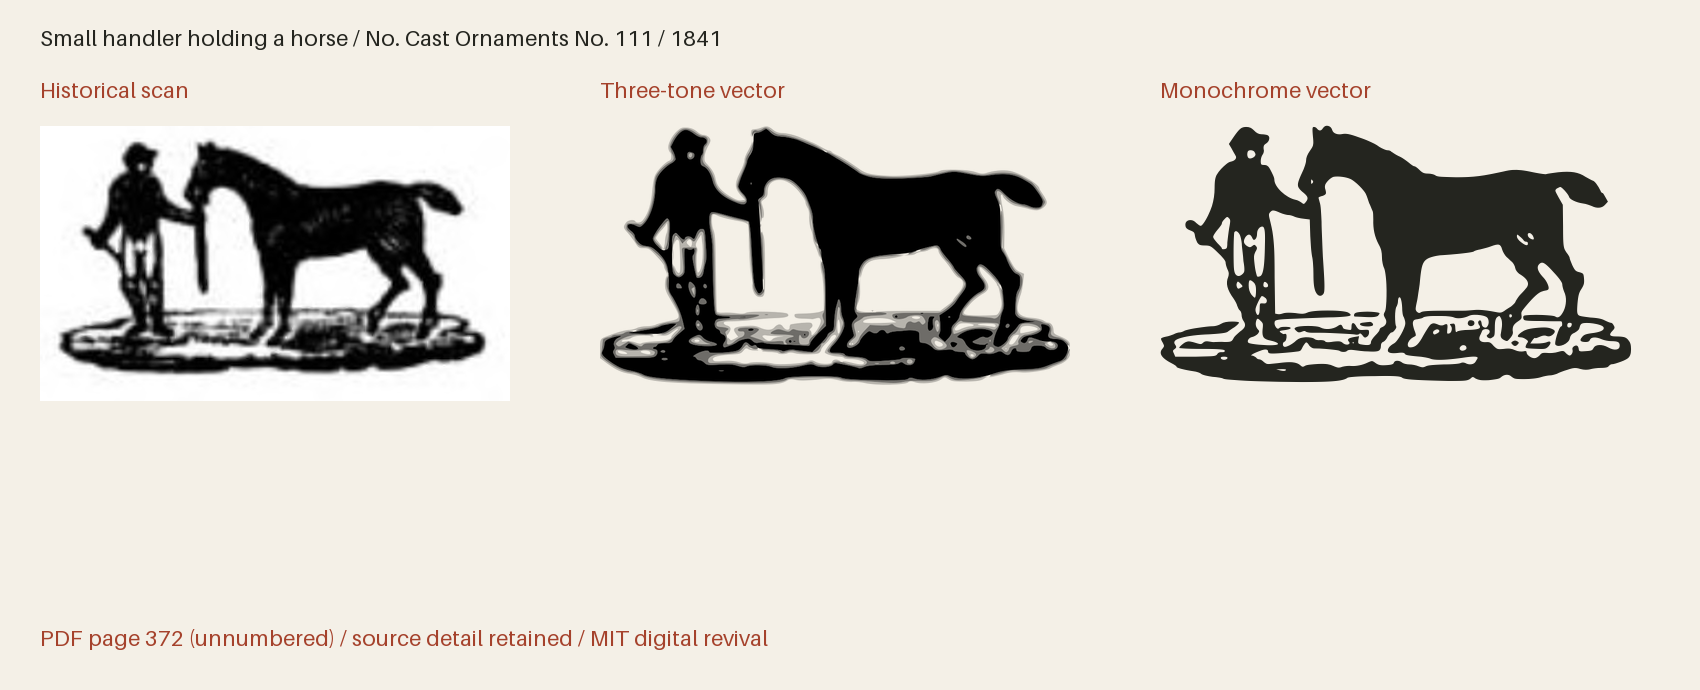 Small handler holding a horse / No. Cast Ornaments No. 111 / 1841
Historical scan
Three-tone vector
Monochrome vector
PDF page 372 (unnumbered) / source detail retained / MIT digital revival